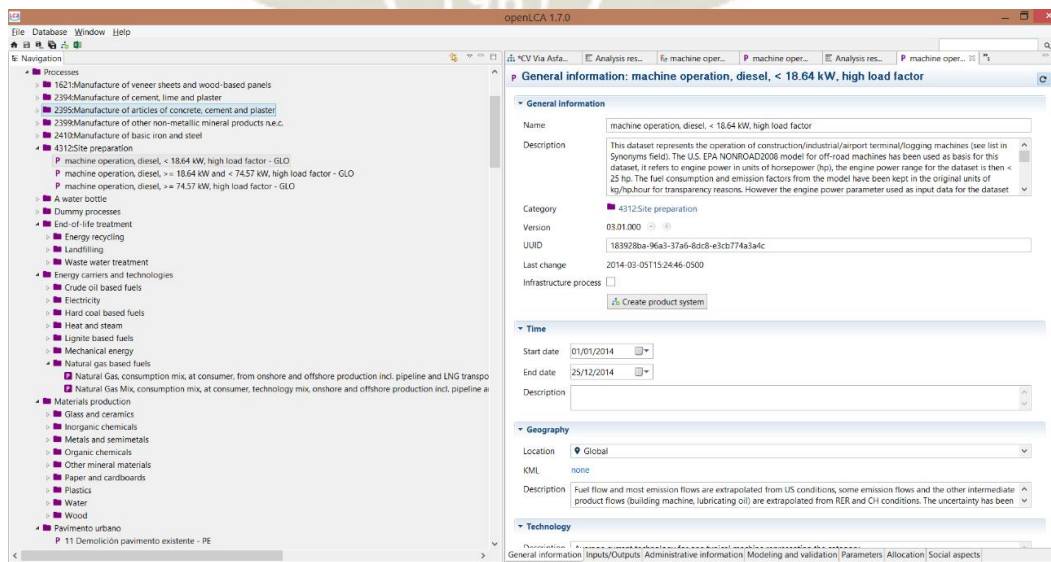 LCA
openLCA 1.7.0
File Database Window Help
Navigation
Processes
1621:Manufacture of veneer sheets and wood-based panels
2394:Manufacture of cement, lime and plaster
2395:Manufacture of articles of concrete, cement and plaster
2399:Manufacture of other non-metallic mineral products n.e.c.
2410:Manufacture of basic iron and steel
4312:Site preparation
P machine operation, diesel, < 18.64 kW, high load factor - GLO
P machine operation, diesel, >= 18.64 kW and < 74.57 kW, high load factor - GLO
P machine operation, diesel, >= 74.57 kW, high load factor - GLO
A water bottle
Dummy processes
End-of-life treatment
Energy recycling
Landfilling
Waste water treatment
Energy carriers and technologies
Crude oil based fuels
Electricity
Hard coal based fuels
Heat and steam
Lignite based fuels
Mechanical energy
Natural gas based fuels
P Natural Gas, consumption mix, at consumer, from onshore and offshore production incl. pipeline and LNG transpo
P Natural Gas Mix, consumption mix, at consumer, technology mix, onshore and offshore production incl. pipeline a
Materials production
Glass and ceramics
Inorganic chemicals
Metals and semimetals
Organic chemicals
Other mineral materials
Paper and cardboards
Plastics
Water
Wood
Pavimento urbano
P 11 Demolición pavimento existente - PE
*CV Via Asfa... Analysis res... machine oper... P machine oper... Analysis res... P machine oper...
P General information: machine operation, diesel, < 18.64 kW, high load factor
General information
Name machine operation, diesel, < 18.64 kW, high load factor
Description This dataset represents the operation of construction/industrial/airport terminal/logging machines (see list in
Synonyms field). The U.S. EPA NONROAD2008 model for off-road machines has been used as basis for this
dataset, it refers to engine power in units of horsepower (hp), the engine power range for the dataset is then <
25 hp. The fuel consumption and emission factors from the model have been kept in the original units of
kg/hp.hour for transparency reasons. However the engine power parameter used as input data for the dataset
Category 4312:Site preparation
Version 03.01.000
UUID 183928ba-96a3-37a6-8dc8-e3cb774a3a4c
Last change 2014-03-05T15:24:46-0500
Infrastructure process
Create product system
Time
Start date 01/01/2014
End date 25/12/2014
Description
Geography
Location Global
KML none
Description Fuel flow and most emission flows are extrapolated from US conditions, some emission flows and the other intermediate
product flows (building machine, lubricating oil) are extrapolated from RER and CH conditions. The uncertainty has been
Technology
General information Inputs/Outputs Administrative information Modeling and validation Parameters Allocation Social aspects